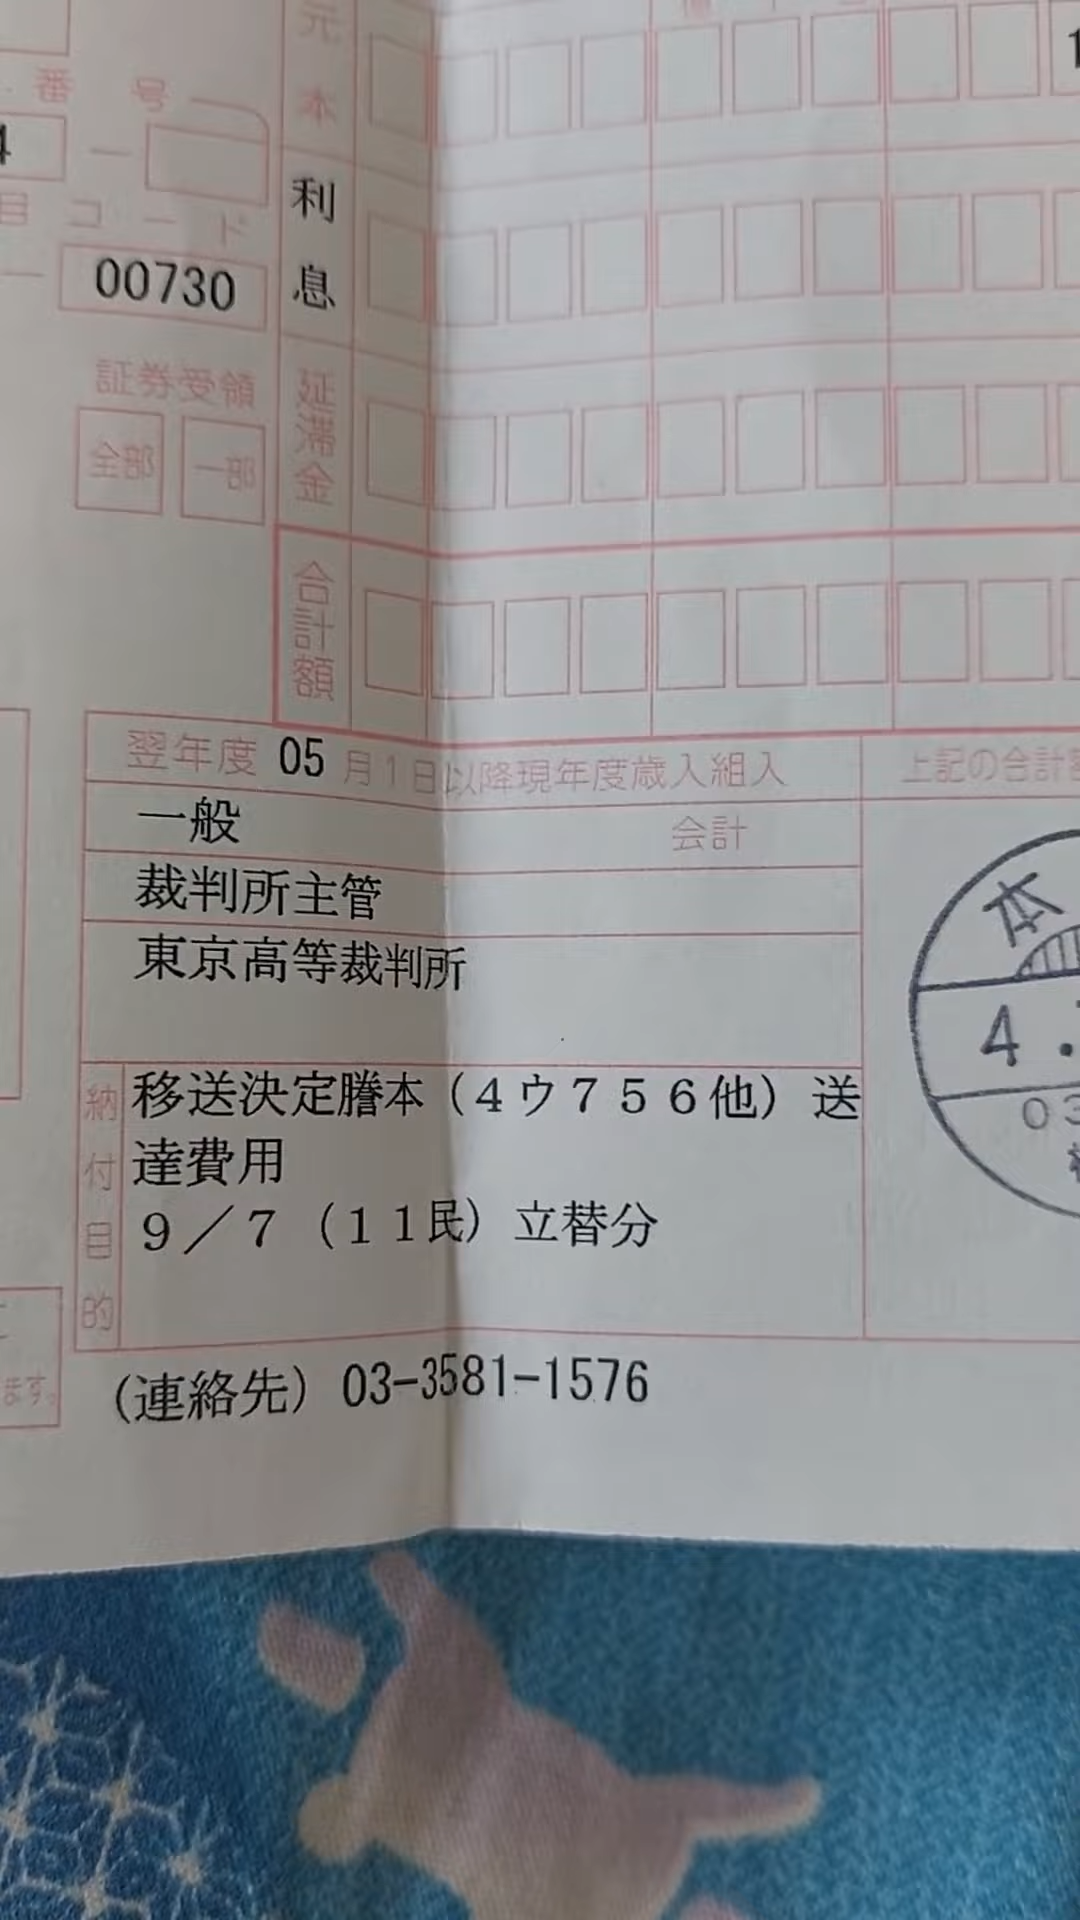 元本
番号
4
利息
目コード
00730
証券受領
全部 一部
延滞金
合計額
翌年度 05 月1日以降現年度歳入組入
上記の合計
一般 会計
裁判所主管
東京高等裁判所
本
4.
03
納付目的
移送決定謄本（4ウ756他）送
達費用
9／7（11民）立替分
ます。
（連絡先）03-3581-1576